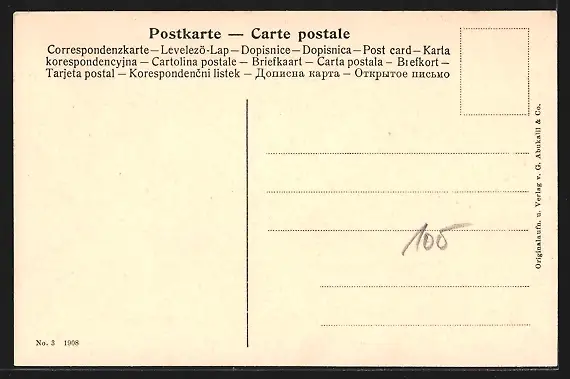 Postkarte — Carte postale
Correspondenzkarte — Levelezö-Lap — Dopisnice — Dopisnica — Post card — Karta
korespondencyjna — Cartolina postale — Briefkaart — Carta postala — Brefkort —
Tarjeta postal — Korespondenčni listek — Дописна карта — Открытое письмо
Originalaufn. u. Verlag v. G. Abukalil & Co.
105
No. 3 1908